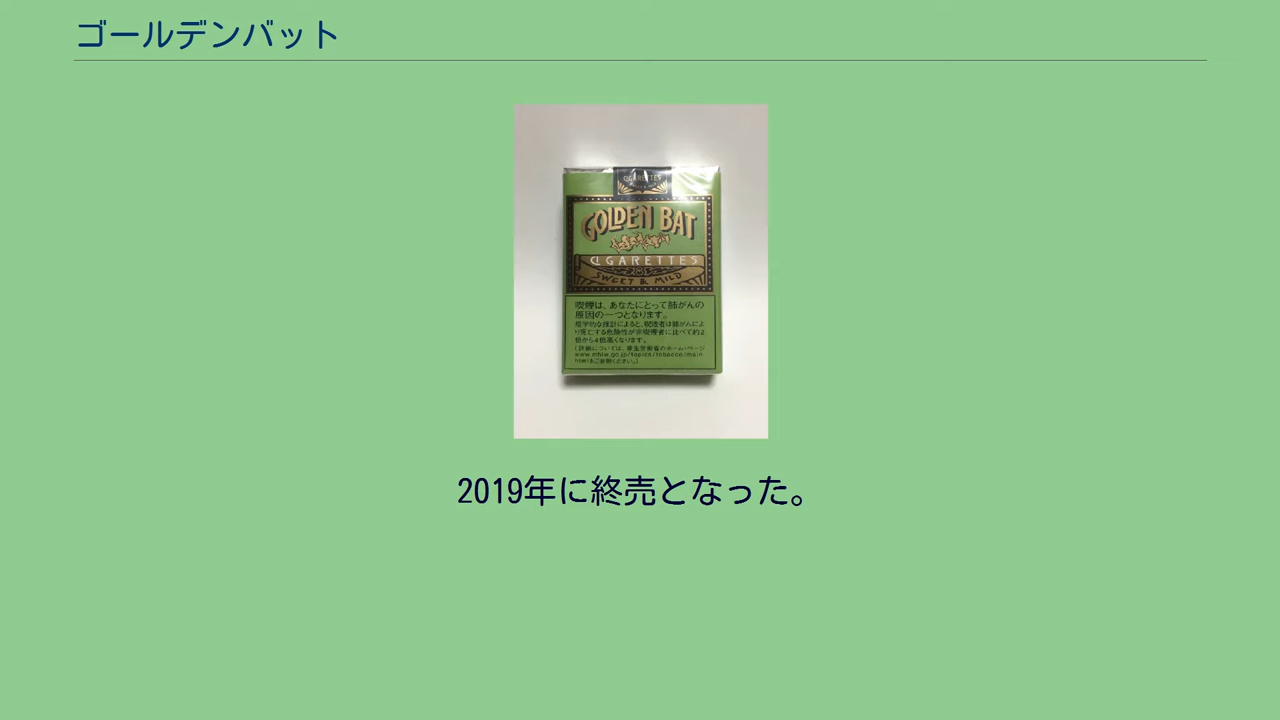 ゴールデンバット
CIGARETTES
GOLDEN BAT
CIGARETTES
SWEET & MILD
喫煙は、あなたにとって肺がんの
原因の一つとなります。
疫学的な推計によると、喫煙者は肺がんによ
り死亡する危険性が非喫煙者に比べて約2
倍から4倍高くなります。
(詳細については、厚生労働省のホーム・ページ
www.mhlw.go.jp/topics/tobacco/main.
htmlをご参照ください。)
2019年に終売となった。